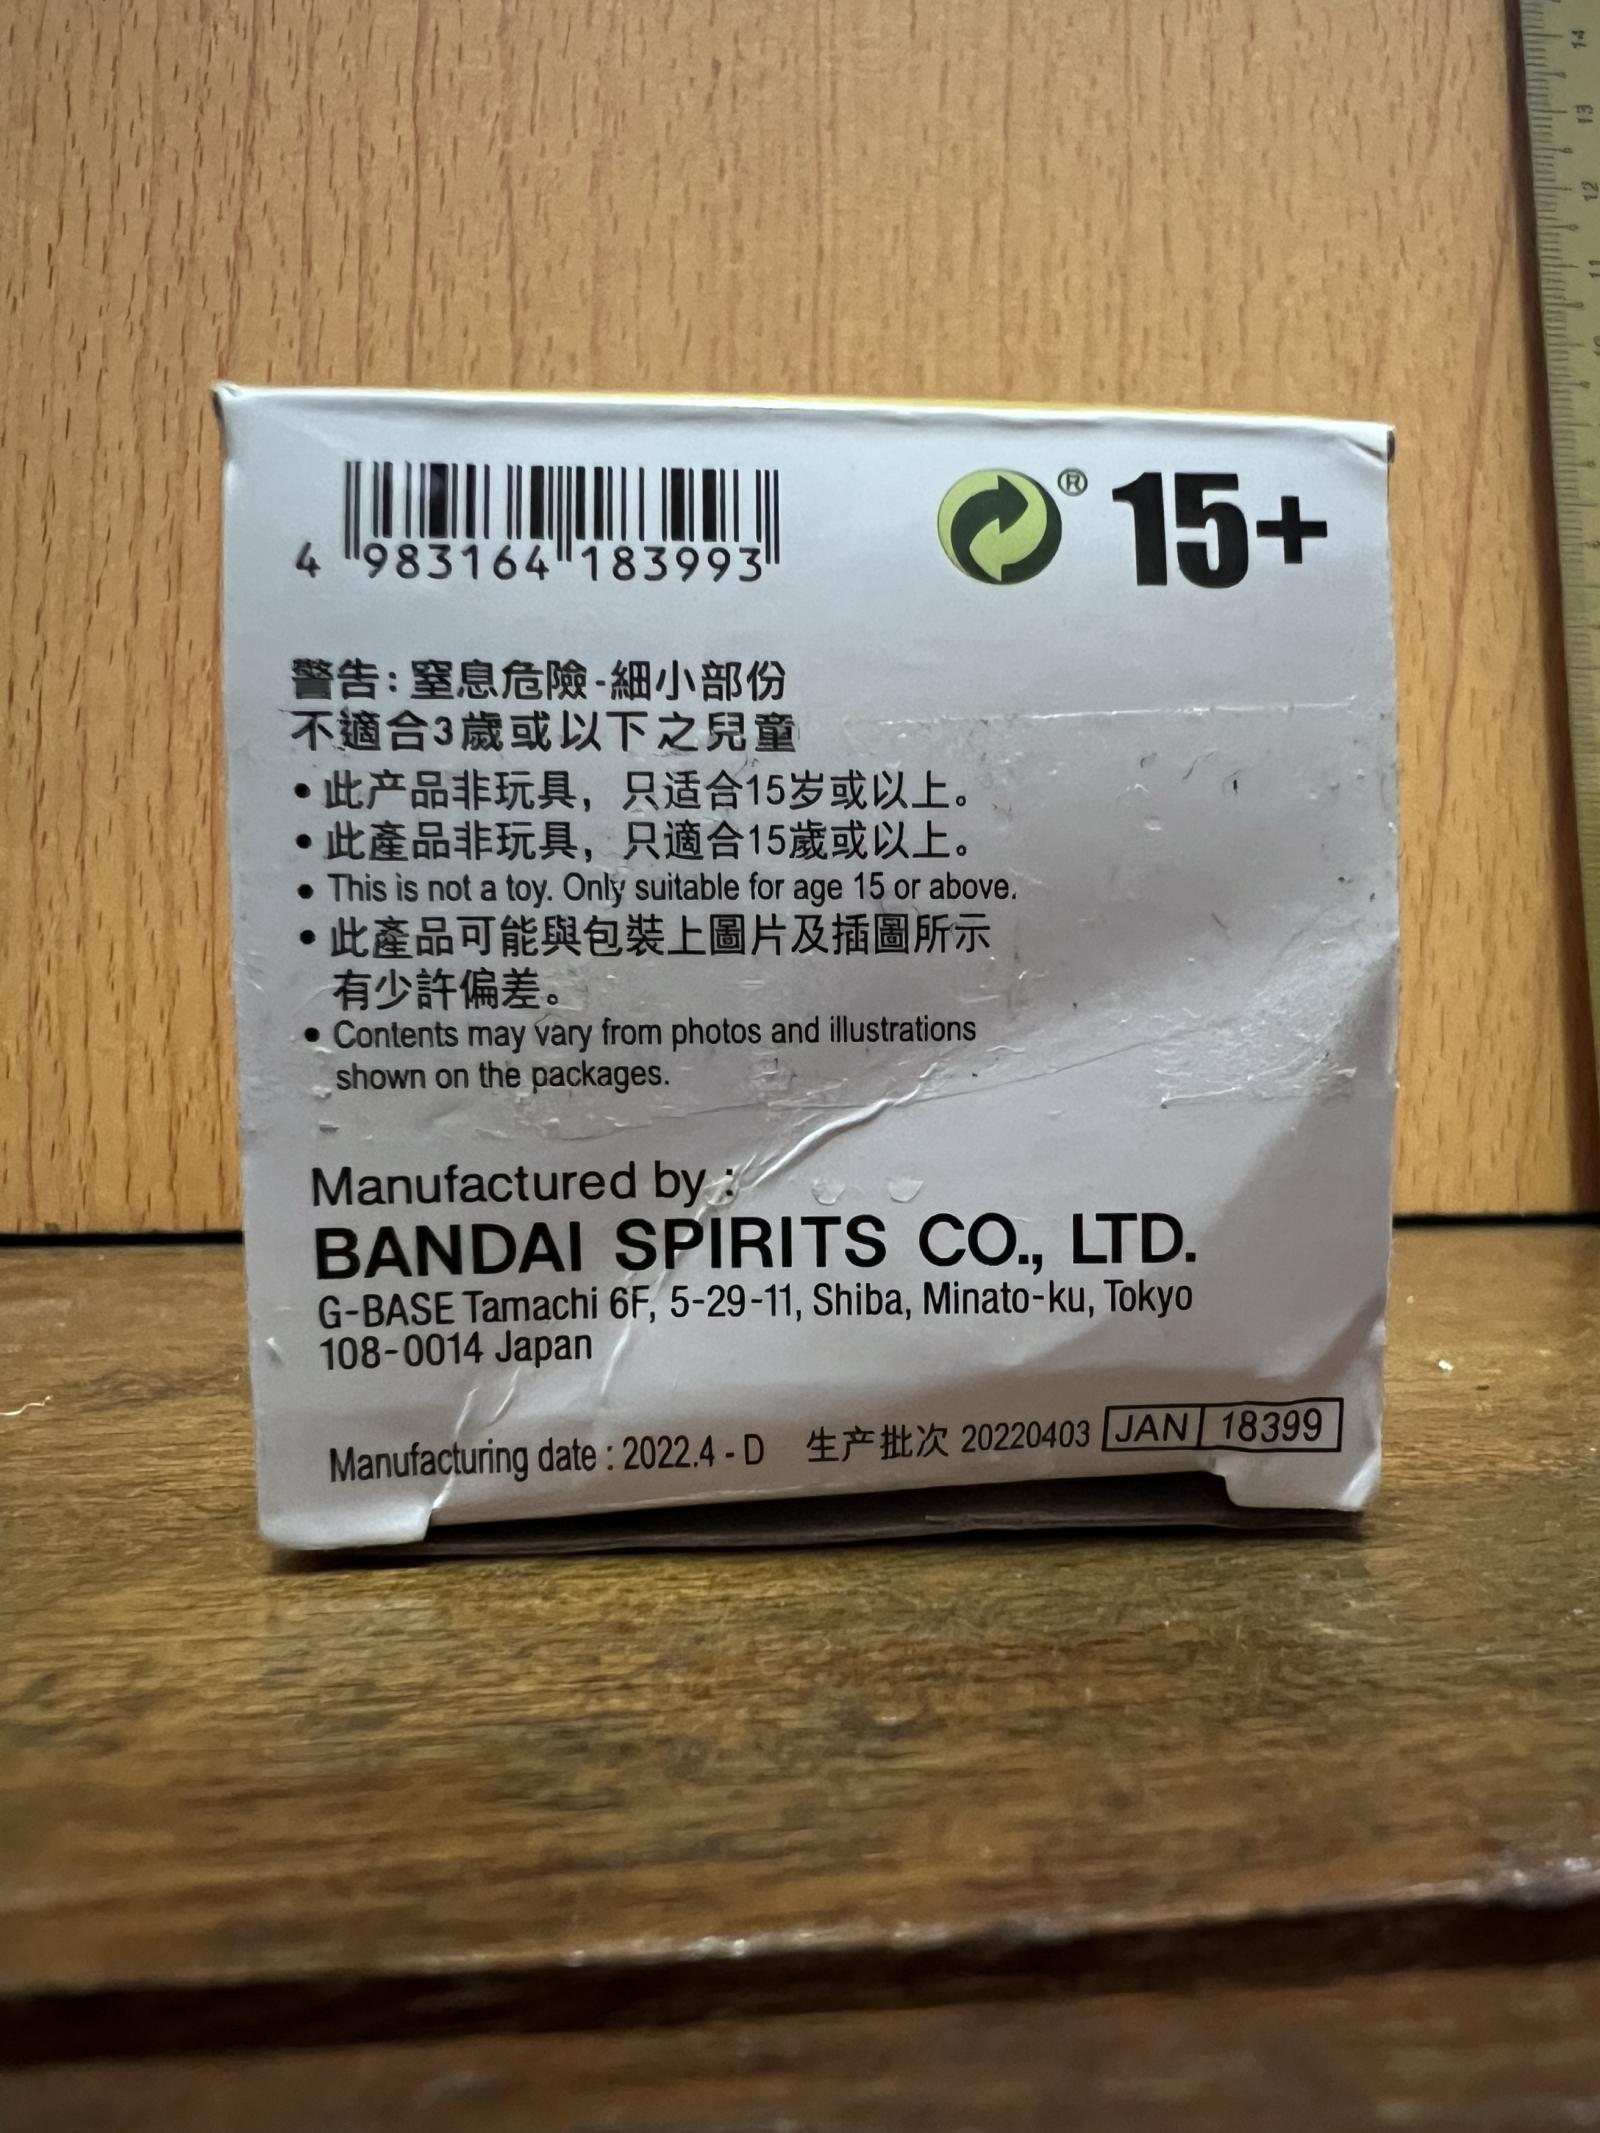 4 983164 183993
® 15+
警告: 窒息危險-細小部份
不適合3歲或以下之兒童
• 此产品非玩具，只适合15岁或以上。
• 此產品非玩具，只適合15歲或以上。
• This is not a toy. Only suitable for age 15 or above.
• 此產品可能與包裝上圖片及插圖所示
有少許偏差。
• Contents may vary from photos and illustrations
shown on the packages.
Manufactured by :
BANDAI SPIRITS CO., LTD.
G-BASE Tamachi 6F, 5-29-11, Shiba, Minato-ku, Tokyo
108-0014 Japan
Manufacturing date : 2022.4 - D 生产批次 20220403 JAN 18399
14
13
12
11